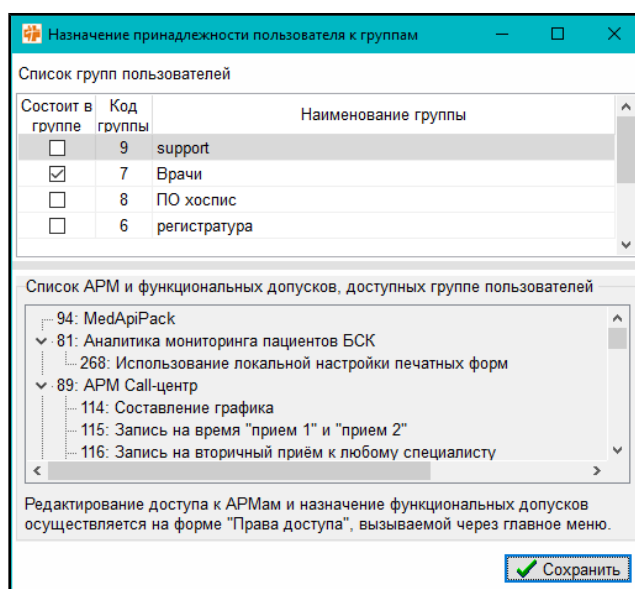 Назначение принадлежности пользователя к группам
Список групп пользователей
Состоит в группе Код группы Наименование группы
9 support
7 Врачи
8 ПО хоспис
6 регистратура
Список АРМ и функциональных допусков, доступных группе пользователей
94: MedApiPack
81: Аналитика мониторинга пациентов БСК
268: Использование локальной настройки печатных форм
89: АРМ Call-центр
114: Составление графика
115: Запись на время "прием 1" и "прием 2"
116: Запись на вторичный приём к любому специалисту
Редактирование доступа к АРМам и назначение функциональных допусков
осуществляется на форме "Права доступа", вызываемой через главное меню.
Сохранить